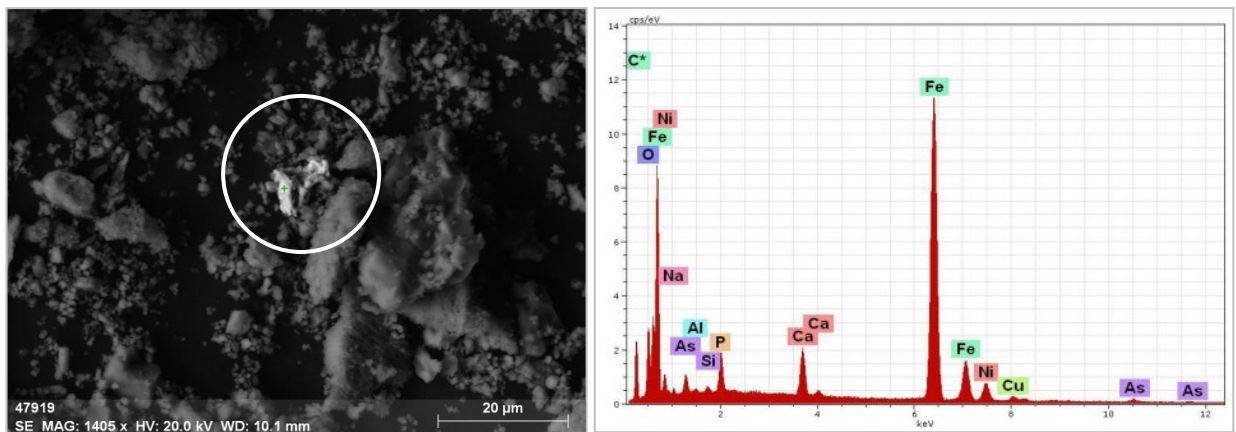 47919
SE MAG: 1405 x HV: 20.0 kV WD: 10.1 mm
20 µm
cps/eV
14
12
10
8
6
4
2
0
2
4
6
8
10
12
keV
C*
Ni
Fe
O
Na
Al
As
Si
P
Ca
Ca
Fe
Fe
Ni
Cu
As
As